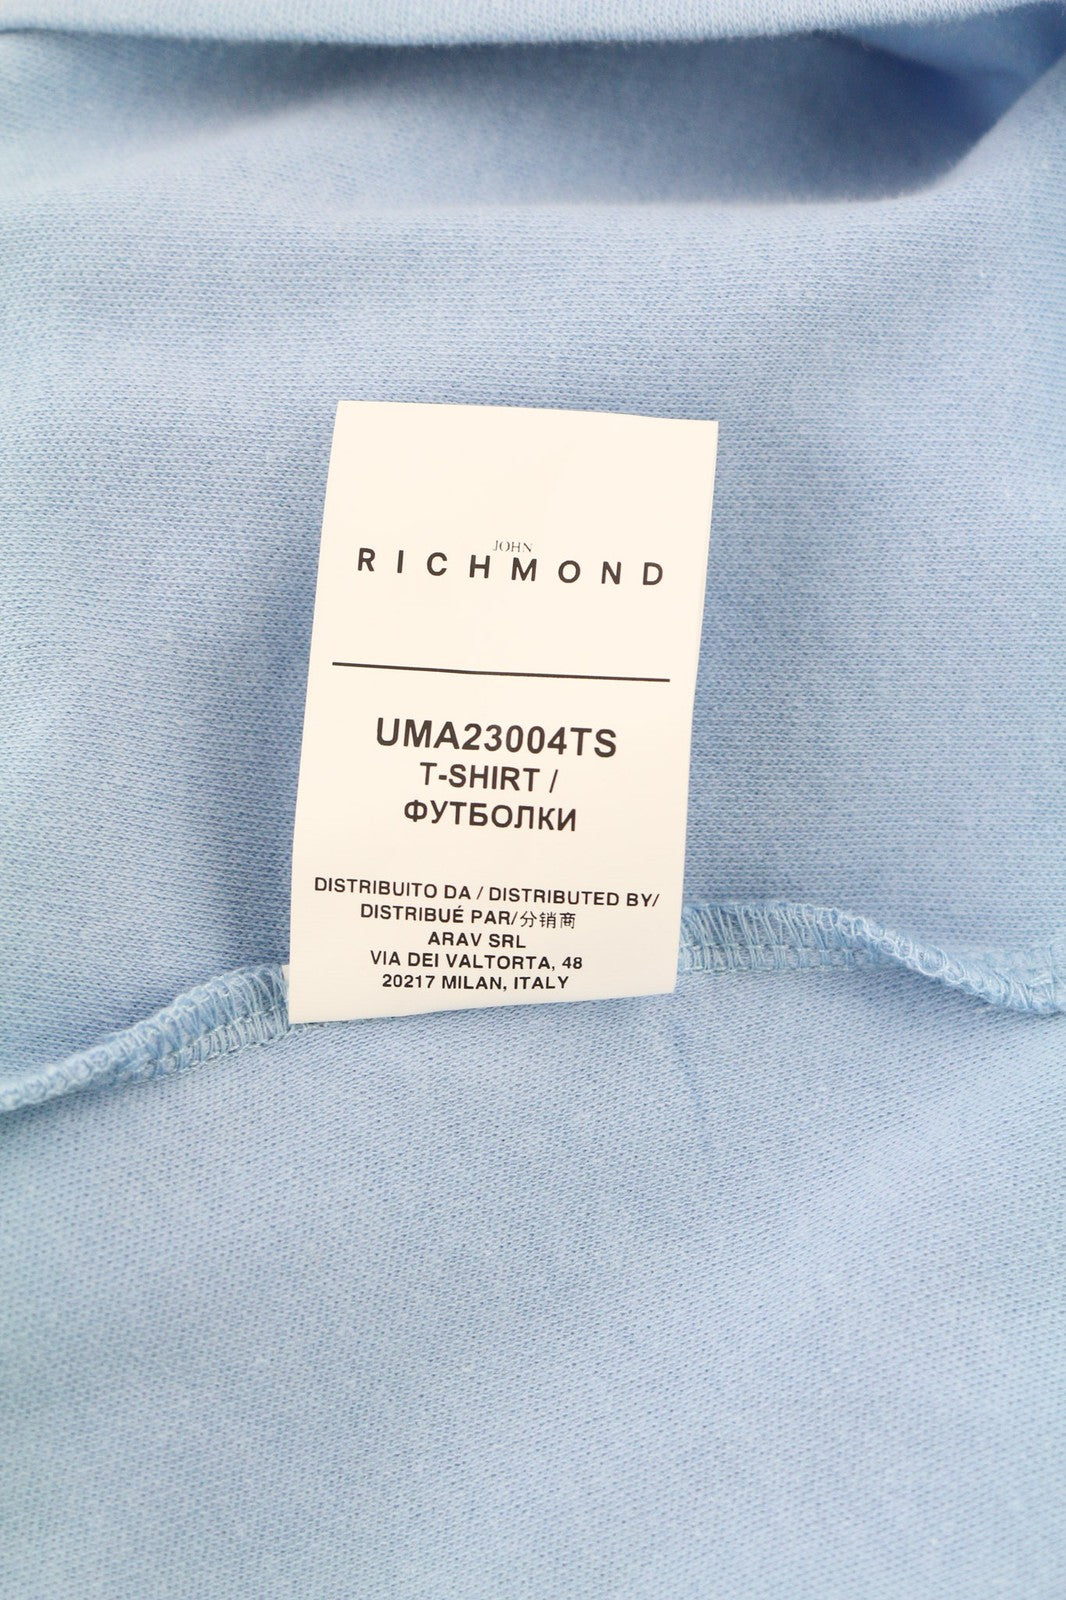 JOHN
RICHMOND
UMA23004TS
T-SHIRT /
ФУТБОЛКИ
DISTRIBUITO DA / DISTRIBUTED BY/
DISTRIBUÉ PAR/分销商
ARAV SRL
VIA DEI VALTORTA, 48
20217 MILAN, ITALY